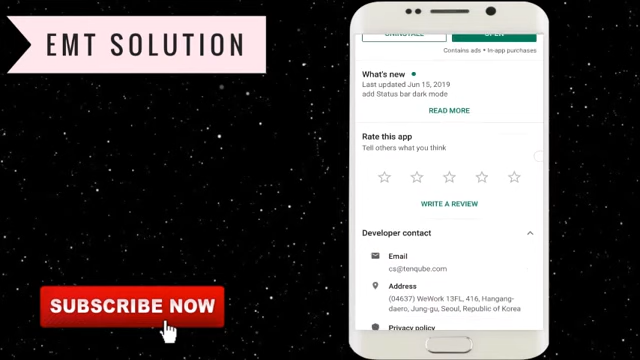 EMT SOLUTION
UNINSTALL
OPEN
Contains ads • In-app purchases
What's new
Last updated Jun 15, 2019
add Status bar dark mode
READ MORE
Rate this app
Tell others what you think
WRITE A REVIEW
Developer contact
Email
cs@tenqube.com
Address
(04637) WeWork 13FL, 416, Hangang-
daero, Jung-gu, Seoul, Republic of Korea
Privacy policy
SUBSCRIBE NOW